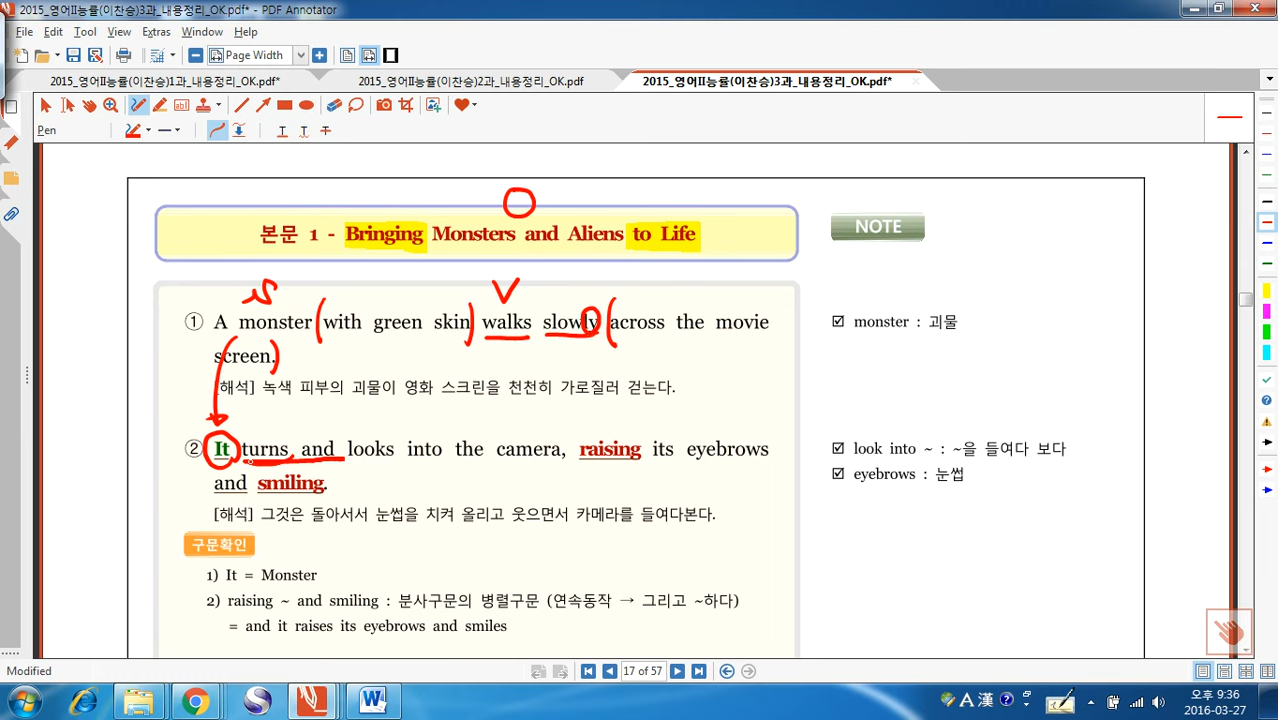 2015_영어II능률(이찬승)3과_내용정리_OK.pdf* - PDF Annotator
File Edit Tool View Extras Window Help
Page Width
2015_영어II능률(이찬승)1과_내용정리_OK.pdf* 2015_영어II능률(이찬승)2과_내용정리_OK.pdf 2015_영어II능률(이찬승)3과_내용정리_OK.pdf*
Pen
본문 1 - Bringing Monsters and Aliens to Life
NOTE
is V
① A monster (with green skin) walks slowly (across the movie
screen.)
☑ monster : 괴물
[해석] 녹색 피부의 괴물이 영화 스크린을 천천히 가로질러 걷는다.
② It turns and looks into the camera, raising its eyebrows
and smiling.
☑ look into ~ : ~을 들여다 보다
☑ eyebrows : 눈썹
[해석] 그것은 돌아서서 눈썹을 치켜 올리고 웃으면서 카메라를 들여다본다.
구문확인
1) It = Monster
2) raising ~ and smiling : 분사구문의 병렬구문 (연속동작 → 그리고 ~하다)
= and it raises its eyebrows and smiles
Modified
17 of 57
A 漢
오후 9:36
2016-03-27